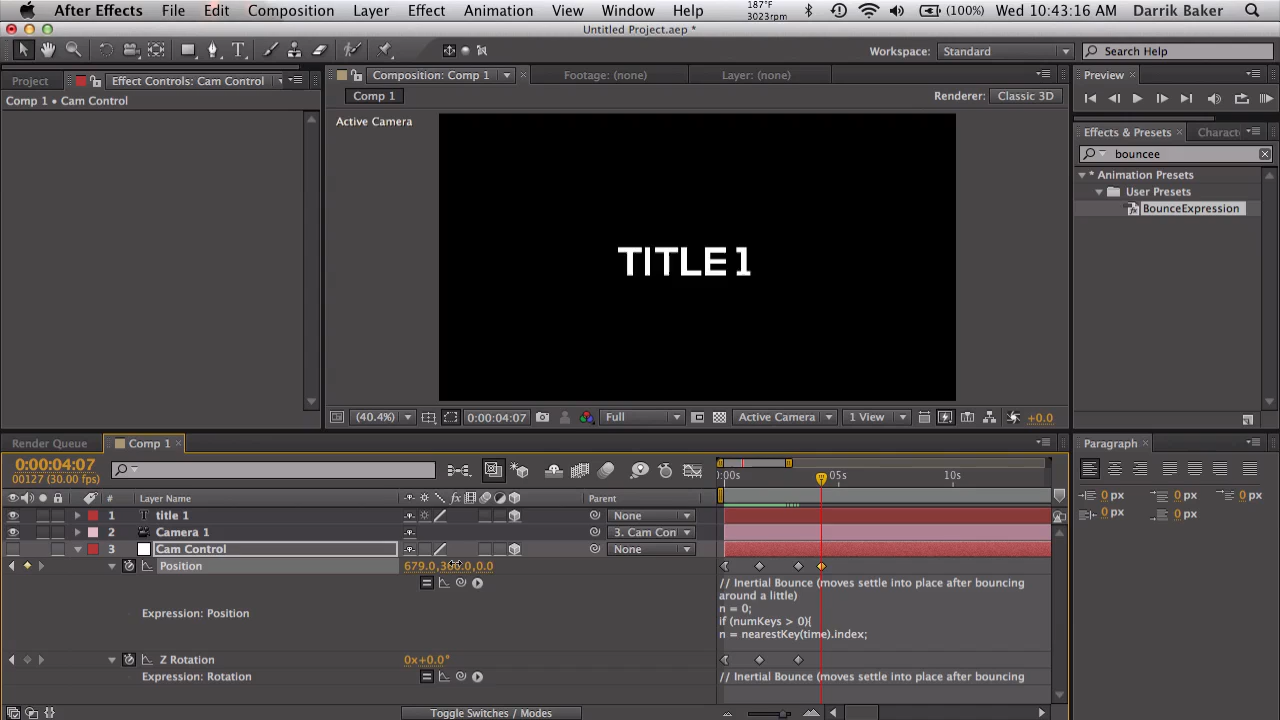 After Effects File Edit Composition Layer Effect Animation View Window Help 187°F 3023rpm (100%) Wed 10:43:16 AM Darrik Baker
Untitled Project.aep *
Workspace: Standard Search Help
Project Effect Controls: Cam Control Composition: Comp 1 Footage: (none) Layer: (none) Preview
Comp 1 • Cam Control Comp 1 Renderer: Classic 3D
Active Camera
Effects & Presets Charact
bouncee
* Animation Presets
User Presets
BounceExpression
TITLE 1
(40.4%) 0:00:04:07 Full Active Camera 1 View +0.0
Render Queue Comp 1 Paragraph
0:00:04:07
00127 (30.00 fps)
:00s 05s 10s
0 px 0 px 0 px
0 px 0 px
# Layer Name Parent
1 title 1 None
2 Camera 1 3. Cam Con
3 Cam Control None
Position 679.0, .0,0.0
Expression: Position
// Inertial Bounce (moves settle into place after bouncing
around a little)
n = 0;
if (numKeys > 0){
n = nearestKey(time).index;
Z Rotation 0x+0.0°
Expression: Rotation // Inertial Bounce (moves settle into place after bouncing
Toggle Switches / Modes